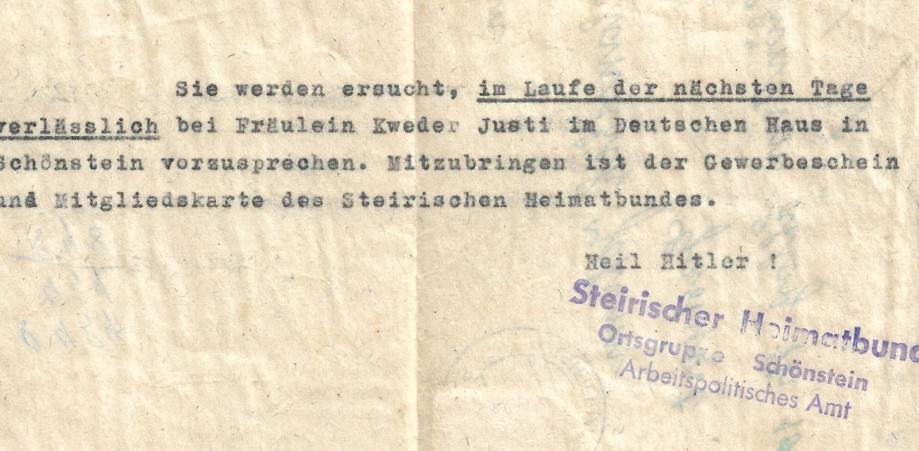 Sie werden ersucht, im Laufe der nächsten Tage
verlässlich bei Fräulein Kweder Justi im Deutschen Haus in
Schönstein vorzusprechen. Mitzubringen ist der Gewerbeschein
und Mitgliedskarte des Steirischen Heimatbundes.
Heil Hitler !
Steirischer Heimatbund
Ortsgruppe Schönstein
Arbeitspolitisches Amt